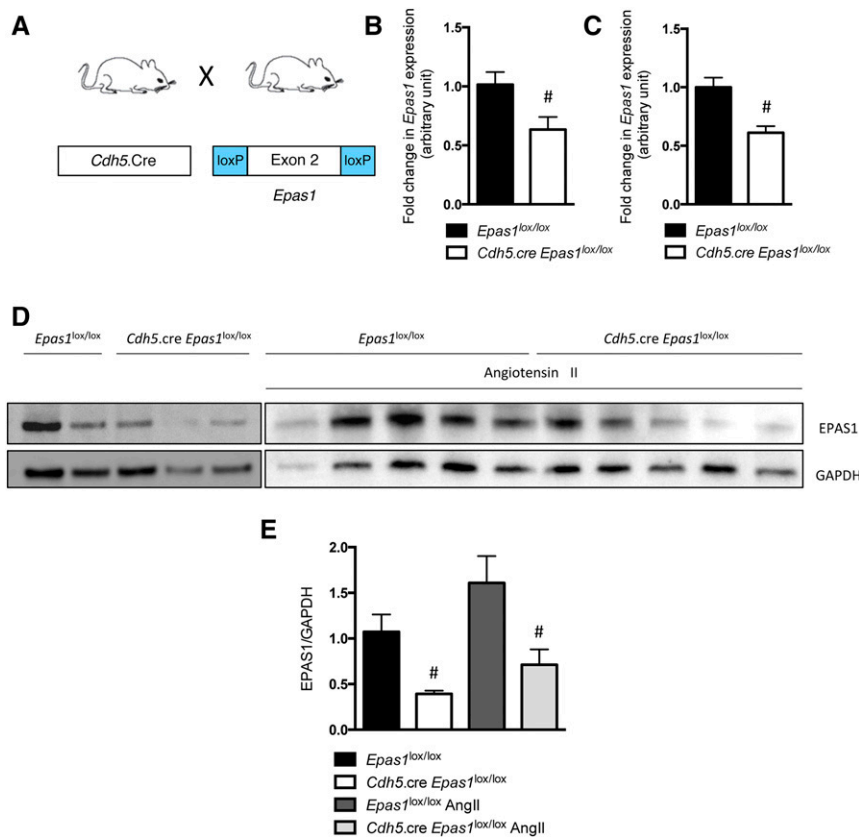 A
X
Cdh5.Cre
loxP
Exon 2
loxP
Epas1
B
Fold change in Epas1 expression
(arbitrary unit)
1.5
1.0
0.5
0.0
#
Epas1lox/lox
Cdh5.cre Epas1lox/lox
C
Fold change in Epas1 expression
(arbitrary unit)
1.5
1.0
0.5
0.0
#
Epas1lox/lox
Cdh5.cre Epas1lox/lox
D
Epas1lox/lox
Cdh5.cre Epas1lox/lox
Epas1lox/lox
Cdh5.cre Epas1lox/lox
Angiotensin II
EPAS1
GAPDH
E
EPAS1/GAPDH
2.0
1.5
1.0
0.5
0.0
#
#
Epas1lox/lox
Cdh5.cre Epas1lox/lox
Epas1lox/lox AngII
Cdh5.cre Epas1lox/lox AngII